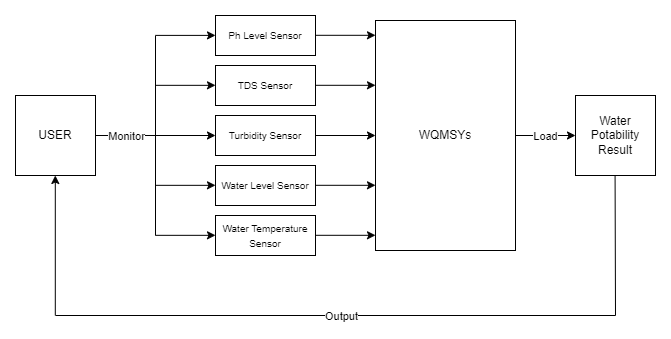 Ph Level Sensor
TDS Sensor
USER
Monitor
Turbidity Sensor
WQMSYs
Load
Water
Potability
Result
Water Level Sensor
Water Temperature
Sensor
Output